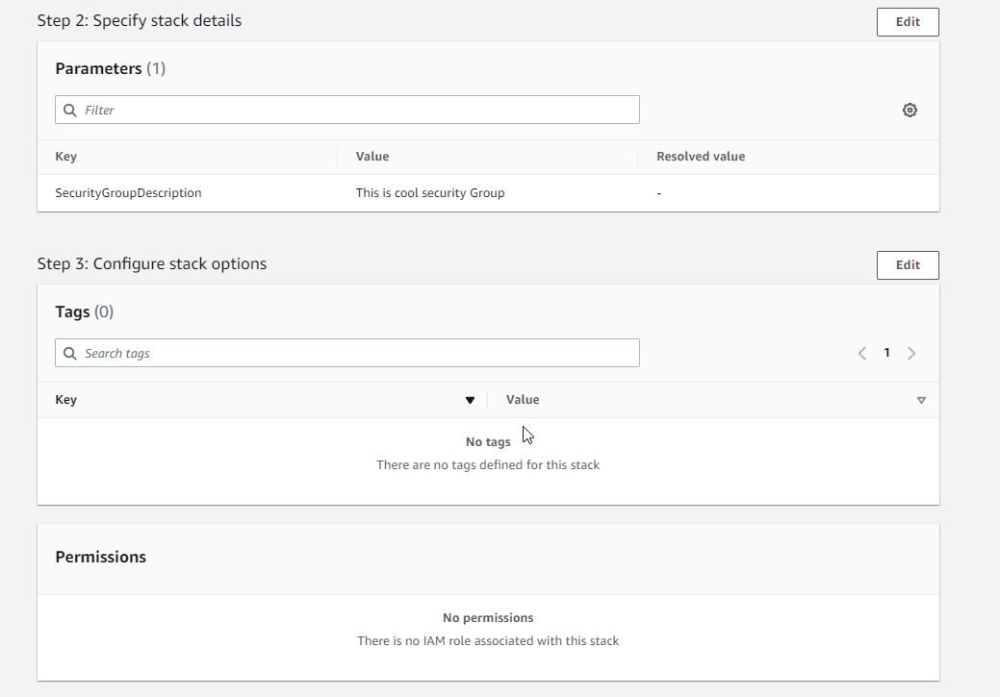 Step 2: Specify stack details
Edit
Parameters (1)
Filter
Key Value Resolved value
SecurityGroupDescription This is cool security Group -
Step 3: Configure stack options
Edit
Tags (0)
Search tags
1
Key Value
No tags
There are no tags defined for this stack
Permissions
No permissions
There is no IAM role associated with this stack